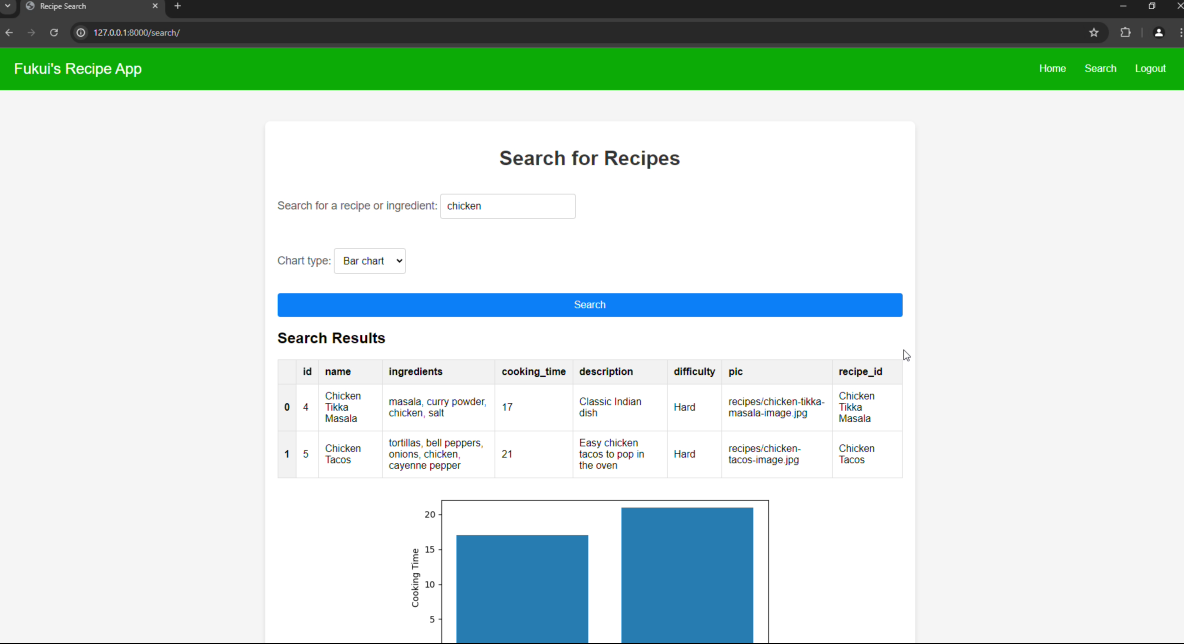 Recipe Search
127.0.0.1:8000/search/
Fukui's Recipe App
Home Search Logout
Search for Recipes
Search for a recipe or ingredient: chicken
Chart type: Bar chart
Search
Search Results
id name ingredients cooking_time description difficulty pic recipe_id
0 4 Chicken Tikka Masala masala, curry powder, chicken, salt 17 Classic Indian dish Hard recipes/chicken-tikka-masala-image.jpg Chicken Tikka Masala
1 5 Chicken Tacos tortillas, bell peppers, onions, chicken, cayenne pepper 21 Easy chicken tacos to pop in the oven Hard recipes/chicken-tacos-image.jpg Chicken Tacos
Cooking Time
20
15
10
5